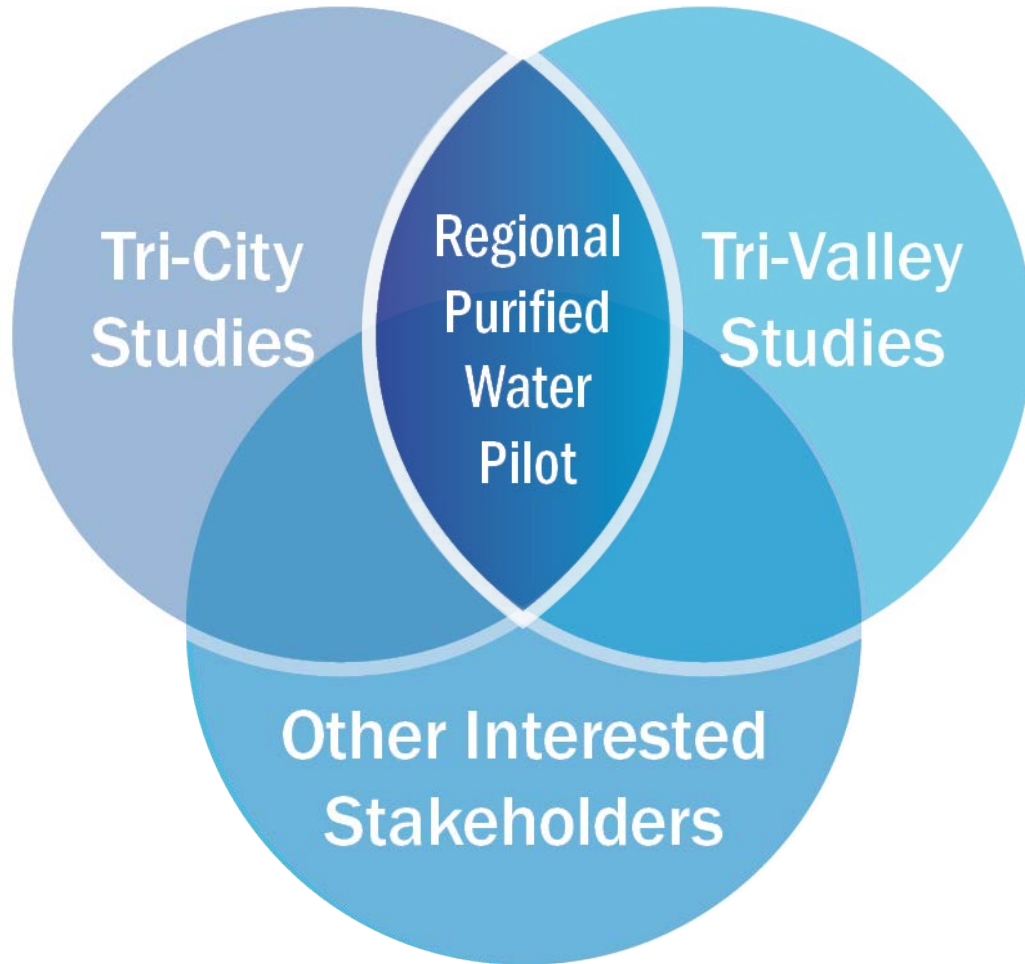 Tri-City
Studies
Regional
Purified
Water
Pilot
Tri-Valley
Studies
Other Interested
Stakeholders